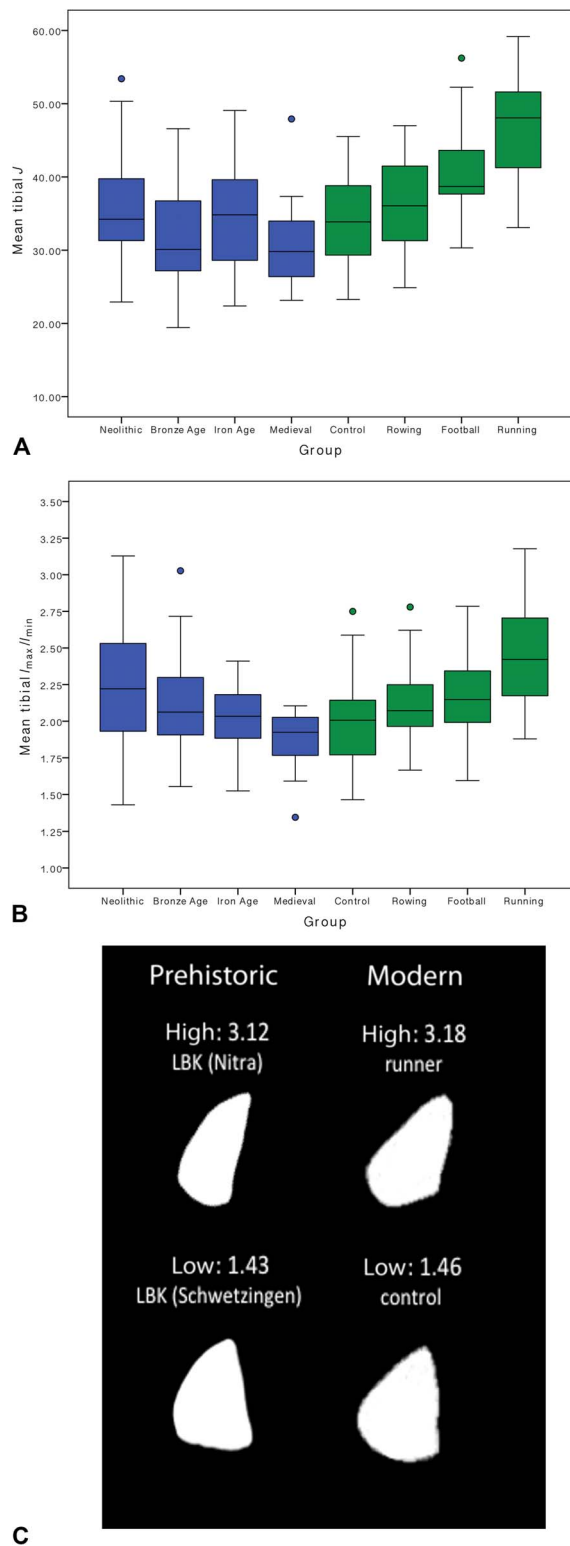 60.00
50.00
40.00
30.00
20.00
10.00
Mean tibial J
Neolithic Bronze Age Iron Age Medieval Control Rowing Football Running
Group
A
3.50
3.25
3.00
2.75
2.50
2.25
2.00
1.75
1.50
1.25
1.00
Mean tibial Imax/Imin
Neolithic Bronze Age Iron Age Medieval Control Rowing Football Running
Group
B
Prehistoric Modern
High: 3.12 High: 3.18
LBK (Nitra) runner
Low: 1.43 Low: 1.46
LBK (Schwetzingen) control
C